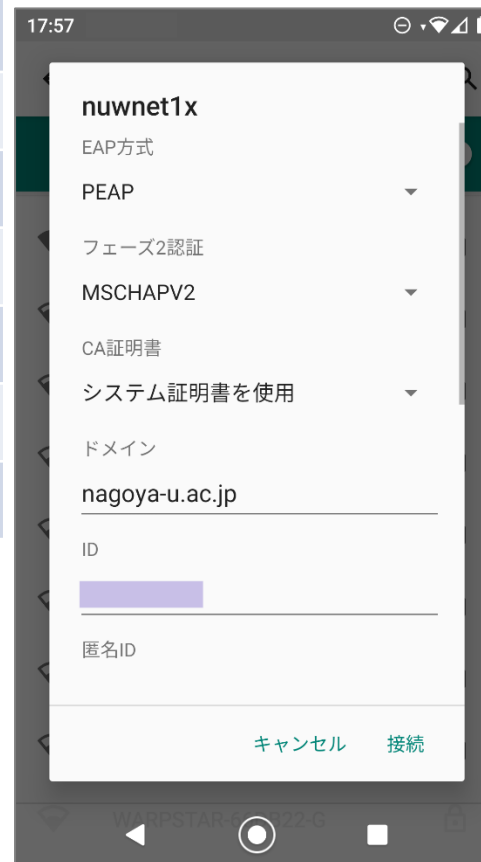 17:57
nuwnet1x
EAP方式
PEAP
フェーズ2認証
MSCHAPV2
CA証明書
システム証明書を使用
ドメイン
nagoya-u.ac.jp
ID
匿名ID
キャンセル 接続